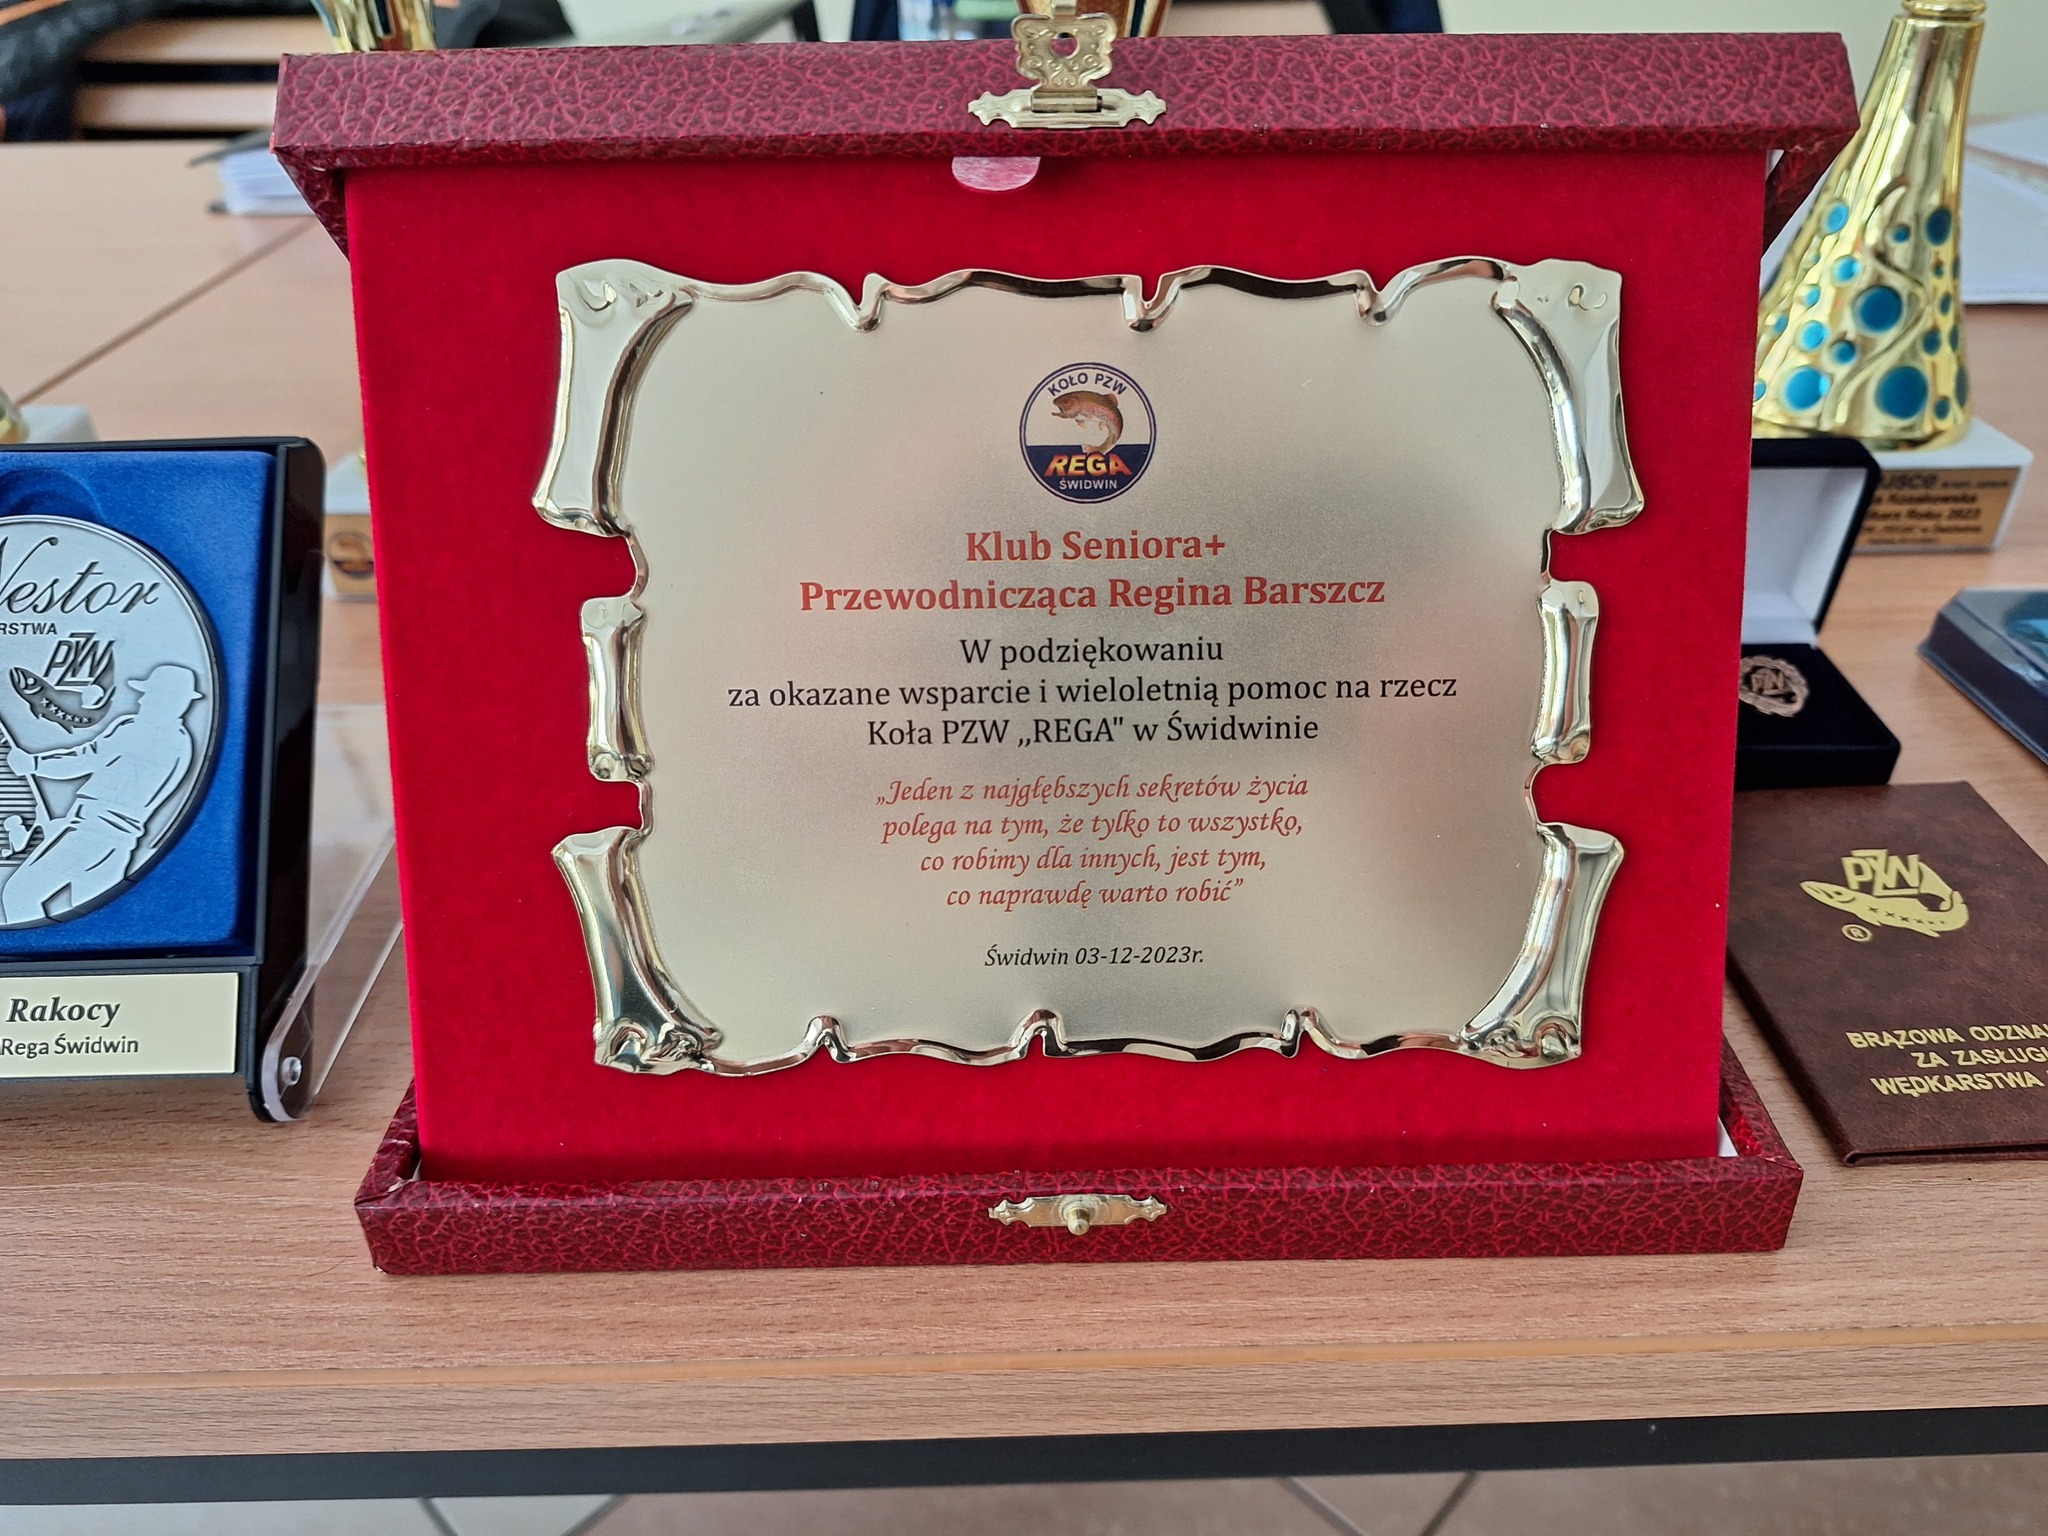 KOŁO PZW
REGA
ŚWIDWIN
Klub Seniora+
Przewodnicząca Regina Barszcz
W podziękowaniu
za okazane wsparcie i wieloletnią pomoc na rzecz
Koła PZW ,,REGA" w Świdwinie
„Jeden z najgłębszych sekretów życia
polega na tym, że tylko to wszystko,
co robimy dla innych, jest tym,
co naprawdę warto robić”
Świdwin 03-12-2023r.
Nestor
RSTWA
PZW
Rakocy
Rega Świdwin
PZW
PZW
®
BRĄZOWA ODZNA
ZA ZASŁUGI
WĘDKARSTWA